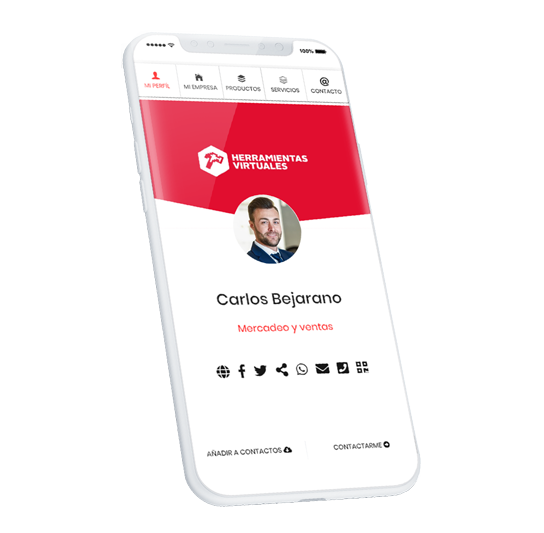 100%
MI PERFIL
MI EMPRESA
PRODUCTOS
SERVICIOS
CONTACTO
HERRAMIENTAS
VIRTUALES
Carlos Bejarano
Mercadeo y ventas
AÑADIR A CONTACTOS
CONTACTARME